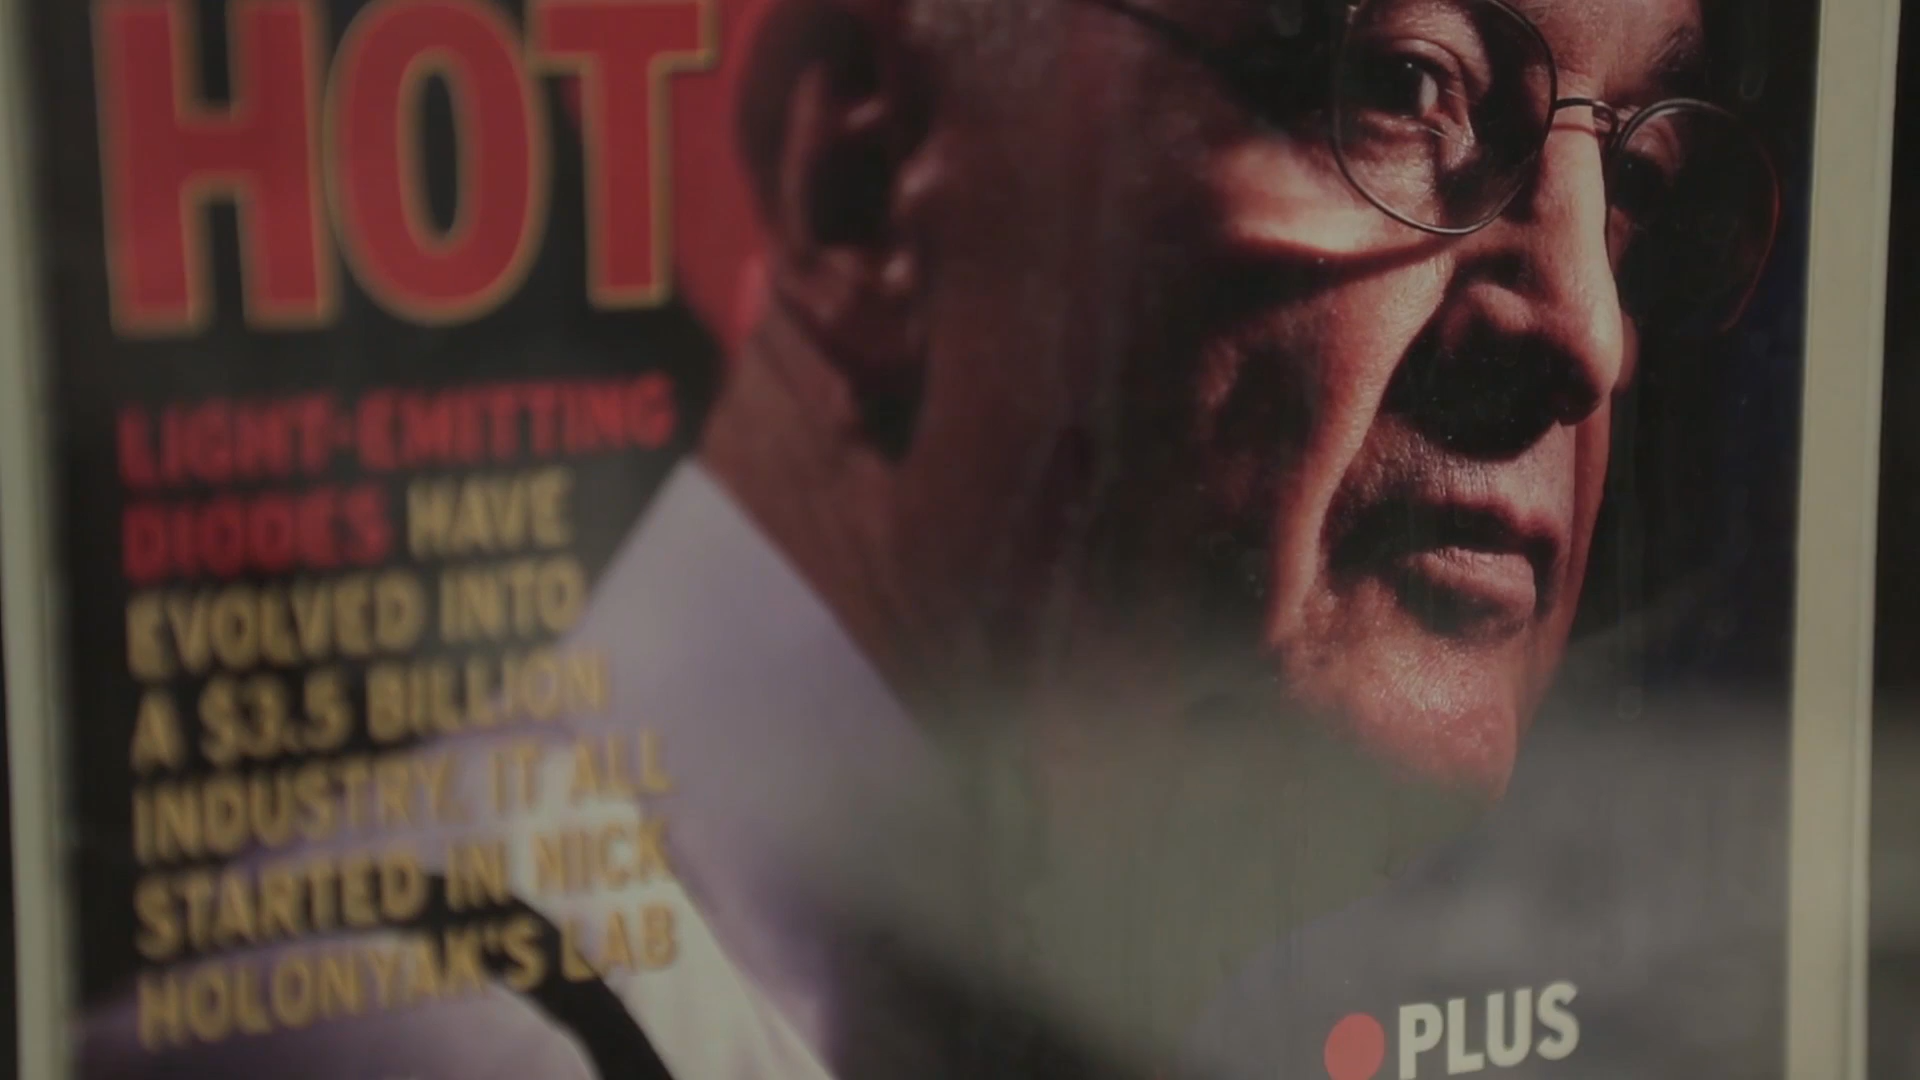 HOT
LIGHT-EMITTING
DIODES HAVE
EVOLVED INTO
A $3.5 BILLION
INDUSTRY. IT ALL
STARTED IN NICK
HOLONYAK'S LAB
PLUS